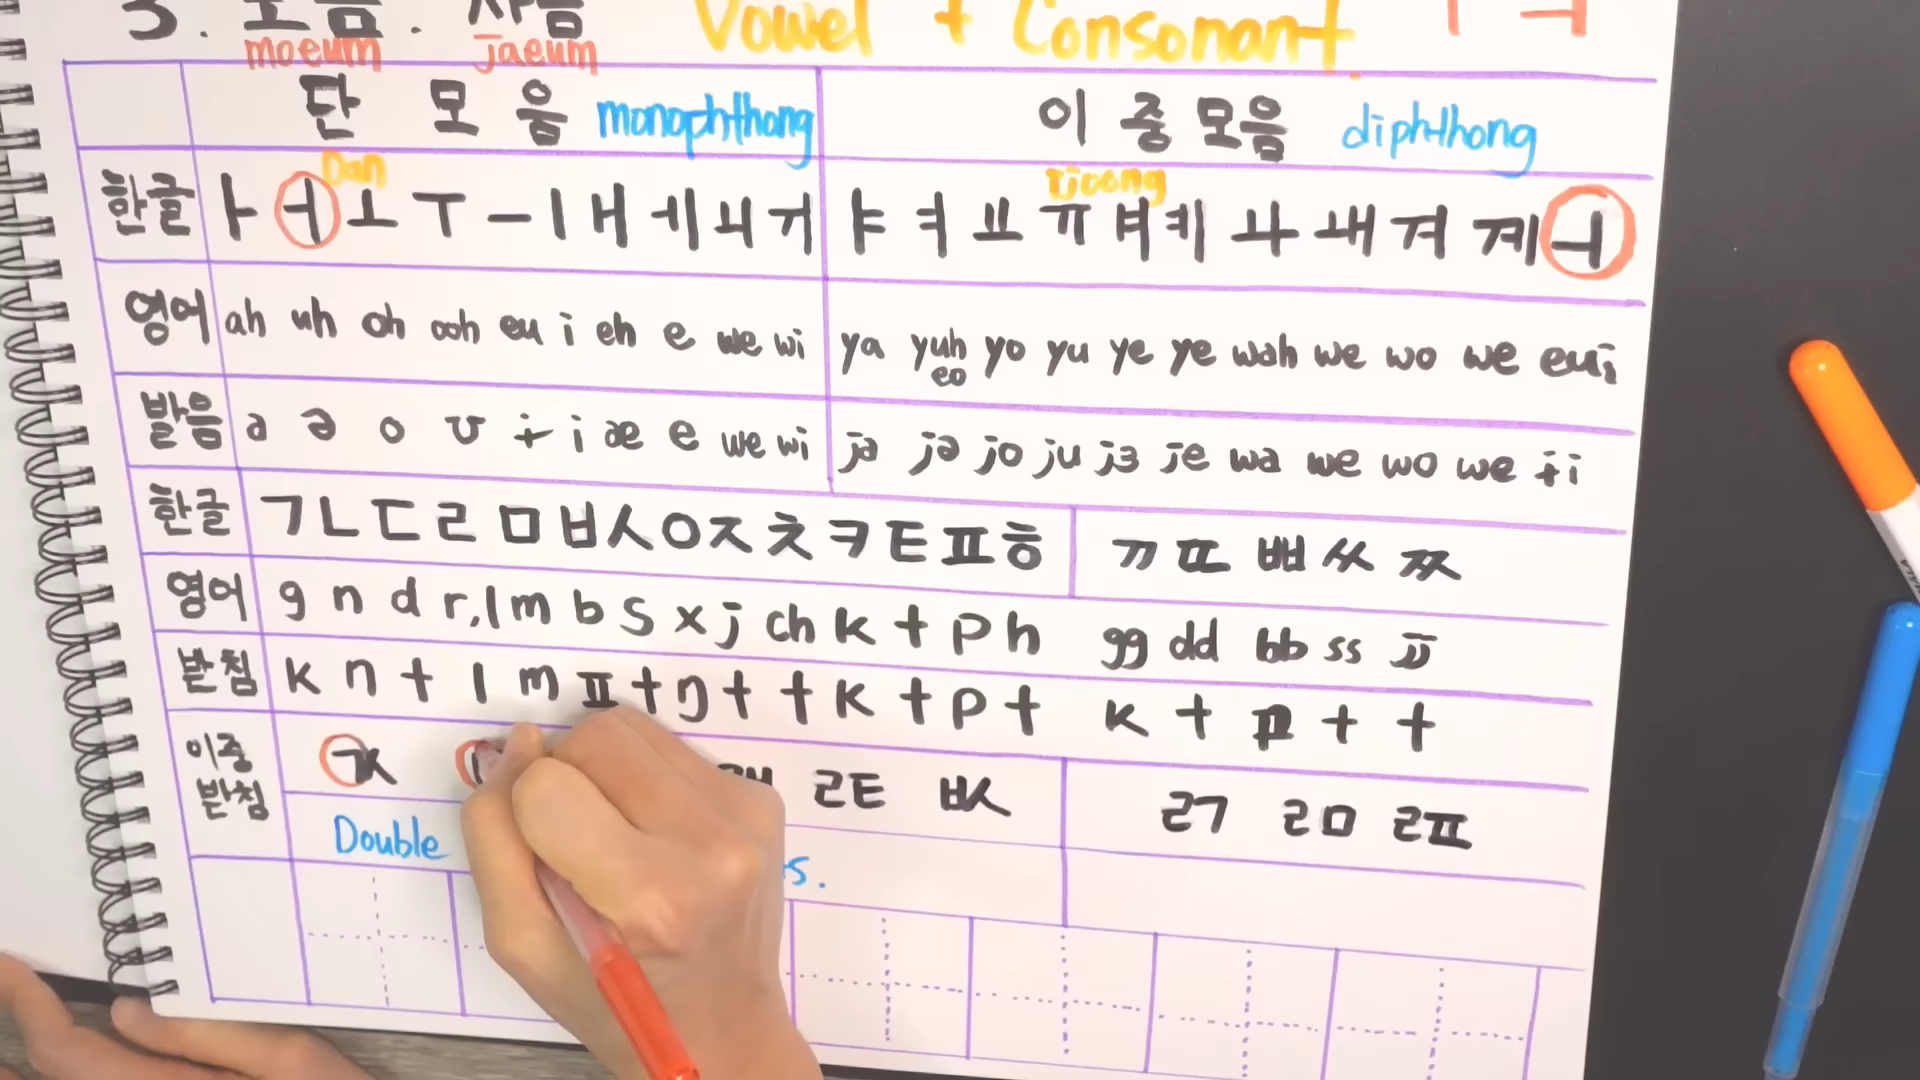 3. 모음. 자음 Vowel + Consonant ㅓ ㅢ
moeum jaeum
단 모 음 monophthong 이 중 모음 diphthong
Dan
한글 ㅏ ㅓ ㅗ ㅜ ㅡ ㅣ ㅐ ㅔ ㅚ ㅟ ㅑ ㅕ ㅛ ㅠ ㅒ ㅖ ㅘ ㅙ ㅝ ㅞ ㅢ
영어 ah uh oh ooh eu i eh e we wi ya yuh yo yu ye ye wah we wo we eui
eo
발음 a ə o ʊ ɨ i æ e we wi ja jə jo ju jɜ je wa we wo we ɨi
한글 ㄱ ㄴ ㄷ ㄹ ㅁ ㅂ ㅅ ㅇ ㅈ ㅊ ㅋ ㅌ ㅍ ㅎ ㄲ ㄸ ㅃ ㅆ ㅉ
영어 g n d r,l m b s x j ch k t p h gg dd bb ss jj
받침 k n t l m ㅍ t ŋ t t k t p t k t p t t
이중 받침 ㄳ ㄾ ㅄ ㄺ ㄻ ㄿ
Double s.